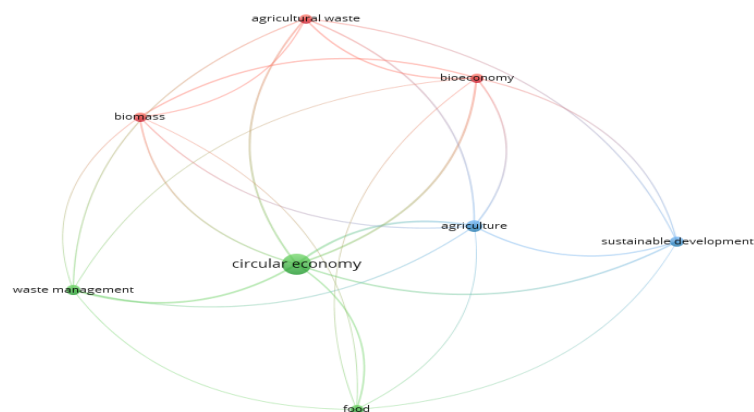 agricultural waste
bioeconomy
biomass
agriculture
sustainable development
circular economy
waste management
food